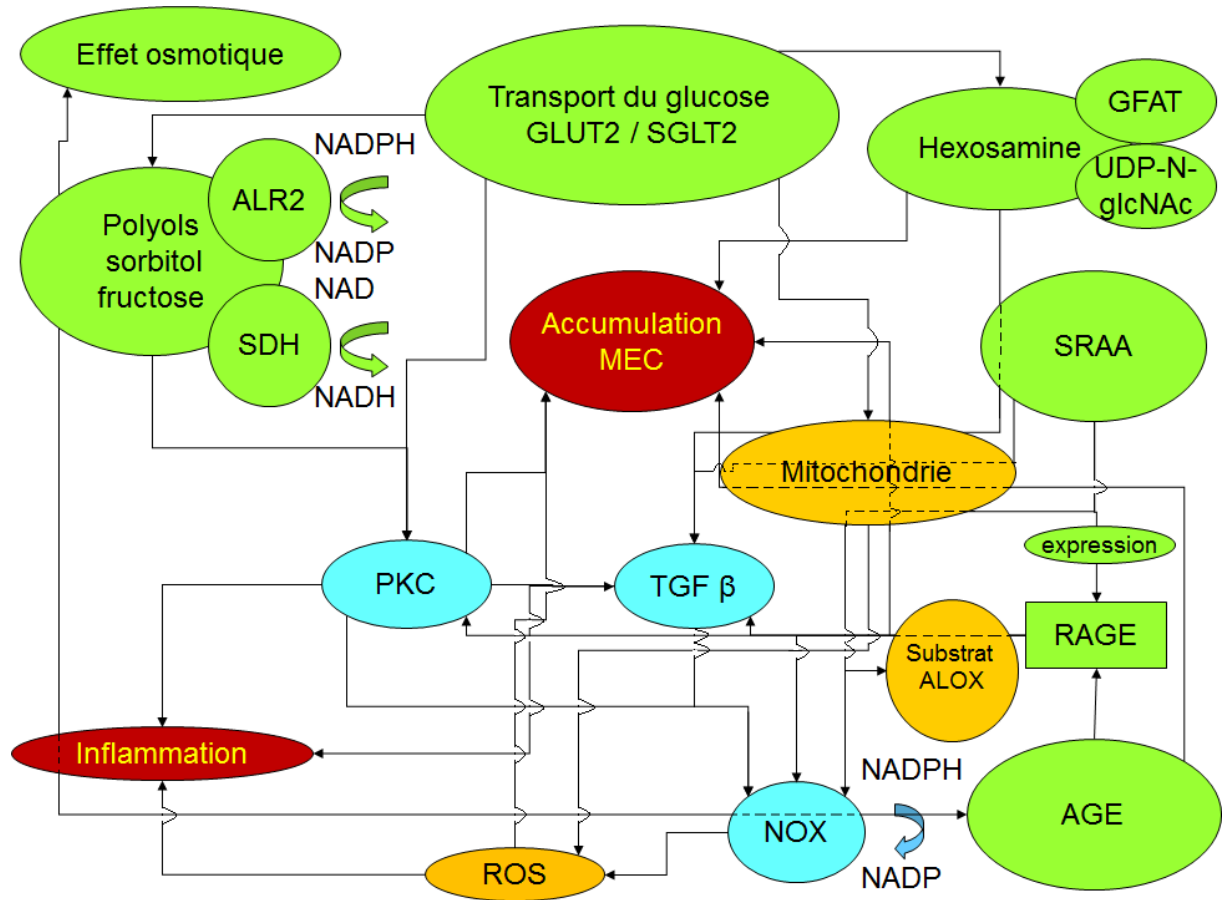 Effet osmotique
Transport du glucose
GLUT2 / SGLT2
GFAT
Hexosamine
UDP-N-
glcNAc
NADPH
ALR2
Polyols
sorbitol
fructose
NADP
NAD
SDH
NADH
Accumulation
MEC
SRAA
Mitochondrie
expression
PKC
TGF β
RAGE
Substrat
ALOX
Inflammation
NADPH
NOX
AGE
NADP
ROS